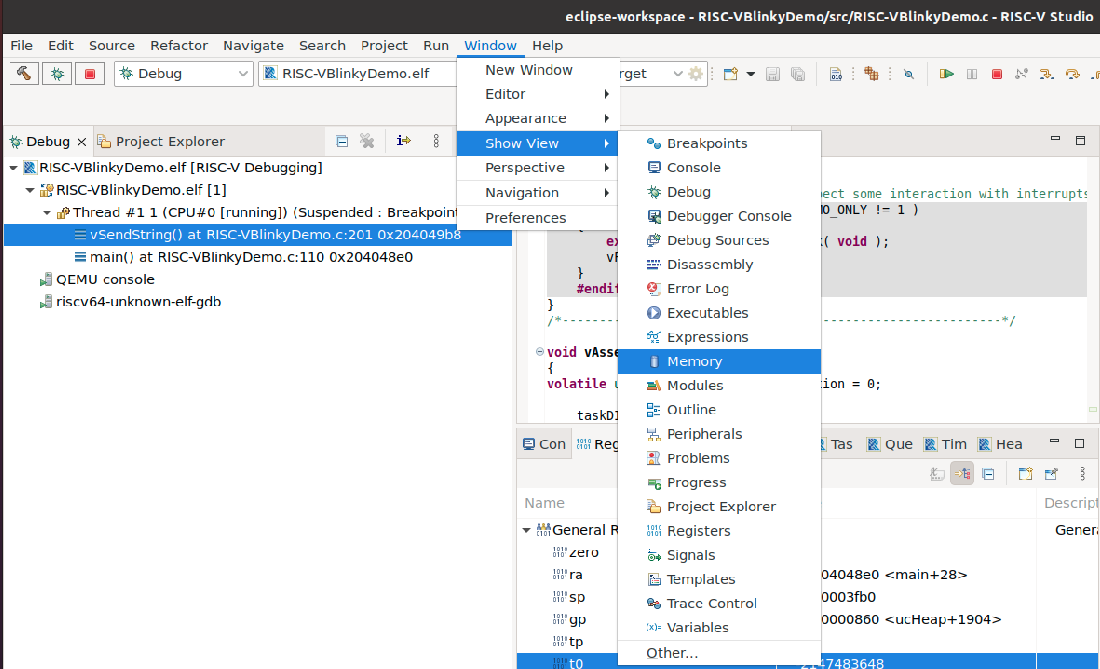 eclipse-workspace - RISC-VBlinkyDemo/src/RISC-VBlinkyDemo.c - RISC-V Studio
File Edit Source Refactor Navigate Search Project Run Window Help
Debug
RISC-VBlinkyDemo.elf
rget
New Window
Editor
Appearance
Show View
Perspective
Navigation
Preferences
Debug
Project Explorer
RISC-VBlinkyDemo.elf [RISC-V Debugging]
RISC-VBlinkyDemo.elf [1]
Thread #1 1 (CPU#0 [running]) (Suspended : Breakpoint
vSendString() at RISC-VBlinkyDemo.c:201 0x204049b8
main() at RISC-VBlinkyDemo.c:110 0x204048e0
QEMU console
riscv64-unknown-elf-gdb
Breakpoints
Console
Debug
Debugger Console
Debug Sources
Disassembly
Error Log
Executables
Expressions
Memory
Modules
Outline
Peripherals
Problems
Progress
Project Explorer
Registers
Signals
Templates
Trace Control
Variables
Other...
pect some interaction with interrupts
O_ONLY != 1 )
{
ex
k( void );
vF
}
#endif
}
/*------- -------*/
void vAsse
{
volatile u
ion = 0;
taskDI
Con
Reg
Tas
Que
Tim
Hea
Name
Descript
General R
Genera
zero
ra
04048e0 <main+28>
sp
0003fb0
gp
0000860 <ucHeap+1904>
tp
t0
2147483648